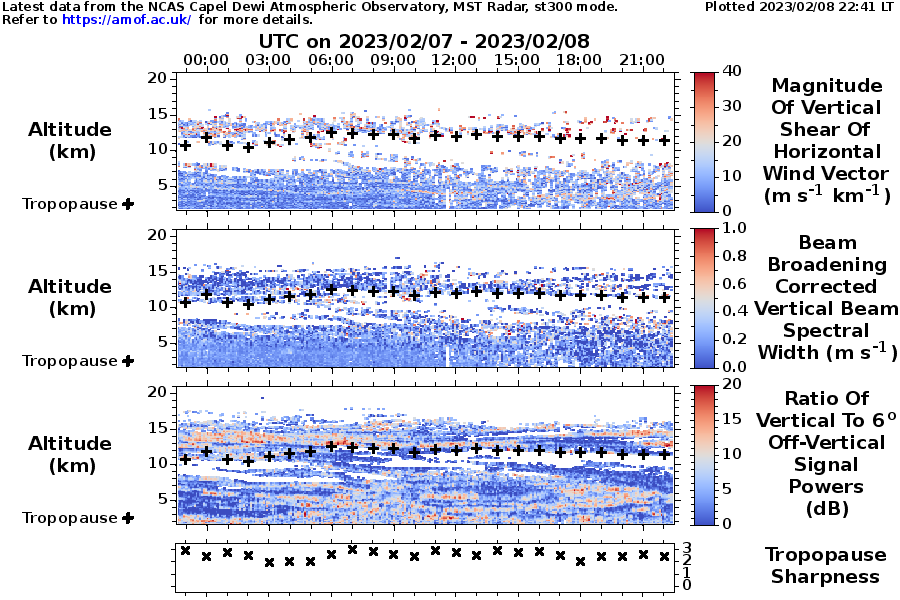 Latest data from the NCAS Capel Dewi Atmospheric Observatory, MST Radar, st300 mode.
Plotted 2023/02/08 22:41 LT
Refer to https://amof.ac.uk/ for more details.
UTC on 2023/02/07 - 2023/02/08
00:00 03:00 06:00 09:00 12:00 15:00 18:00 21:00
20
15
10
5
Altitude
(km)
Tropopause
40
30
20
10
0
Magnitude
Of Vertical
Shear Of
Horizontal
Wind Vector
(m s-1 km-1)
20
15
10
5
Altitude
(km)
Tropopause
1.0
0.8
0.6
0.4
0.2
0.0
Beam
Broadening
Corrected
Vertical Beam
Spectral
Width (m s-1)
20
15
10
5
Altitude
(km)
Tropopause
20
15
10
5
0
Ratio Of
Vertical To 6o
Off-Vertical
Signal
Powers
(dB)
3
2
1
0
Tropopause
Sharpness